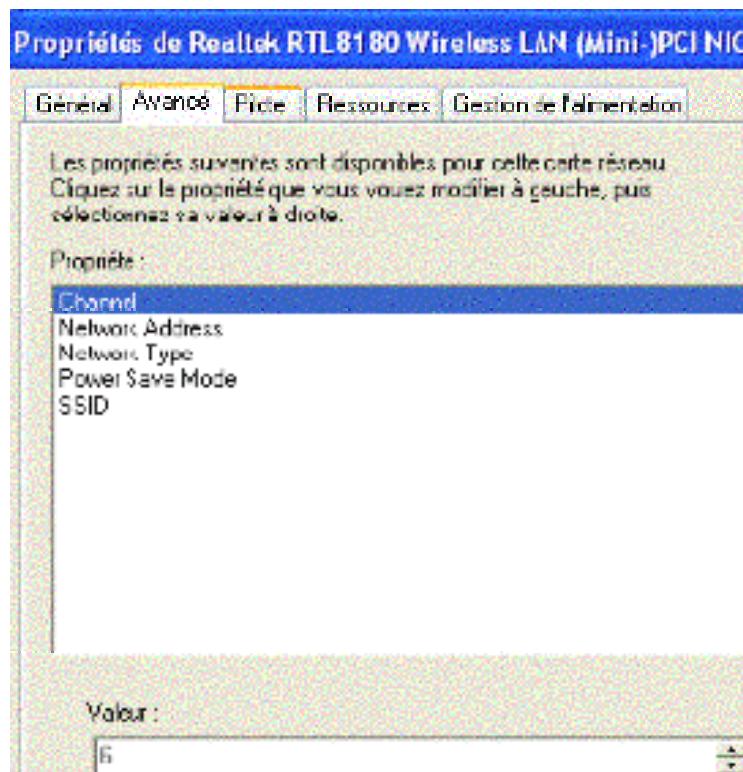 Propriétés de Realtek RTL8180 Wireless LAN (Mini-)PCI NIC
Général Avancé Pilote Ressources Gestion de l'alimentation
Les propriétés suivantes sont disponibles pour cette carte réseau.
Cliquez sur la propriété que vous voulez modifier à gauche, puis
sélectionnez sa valeur à droite.
Propriété :
Channel
Network Address
Network Type
Power Save Mode
SSID
Valeur :
6